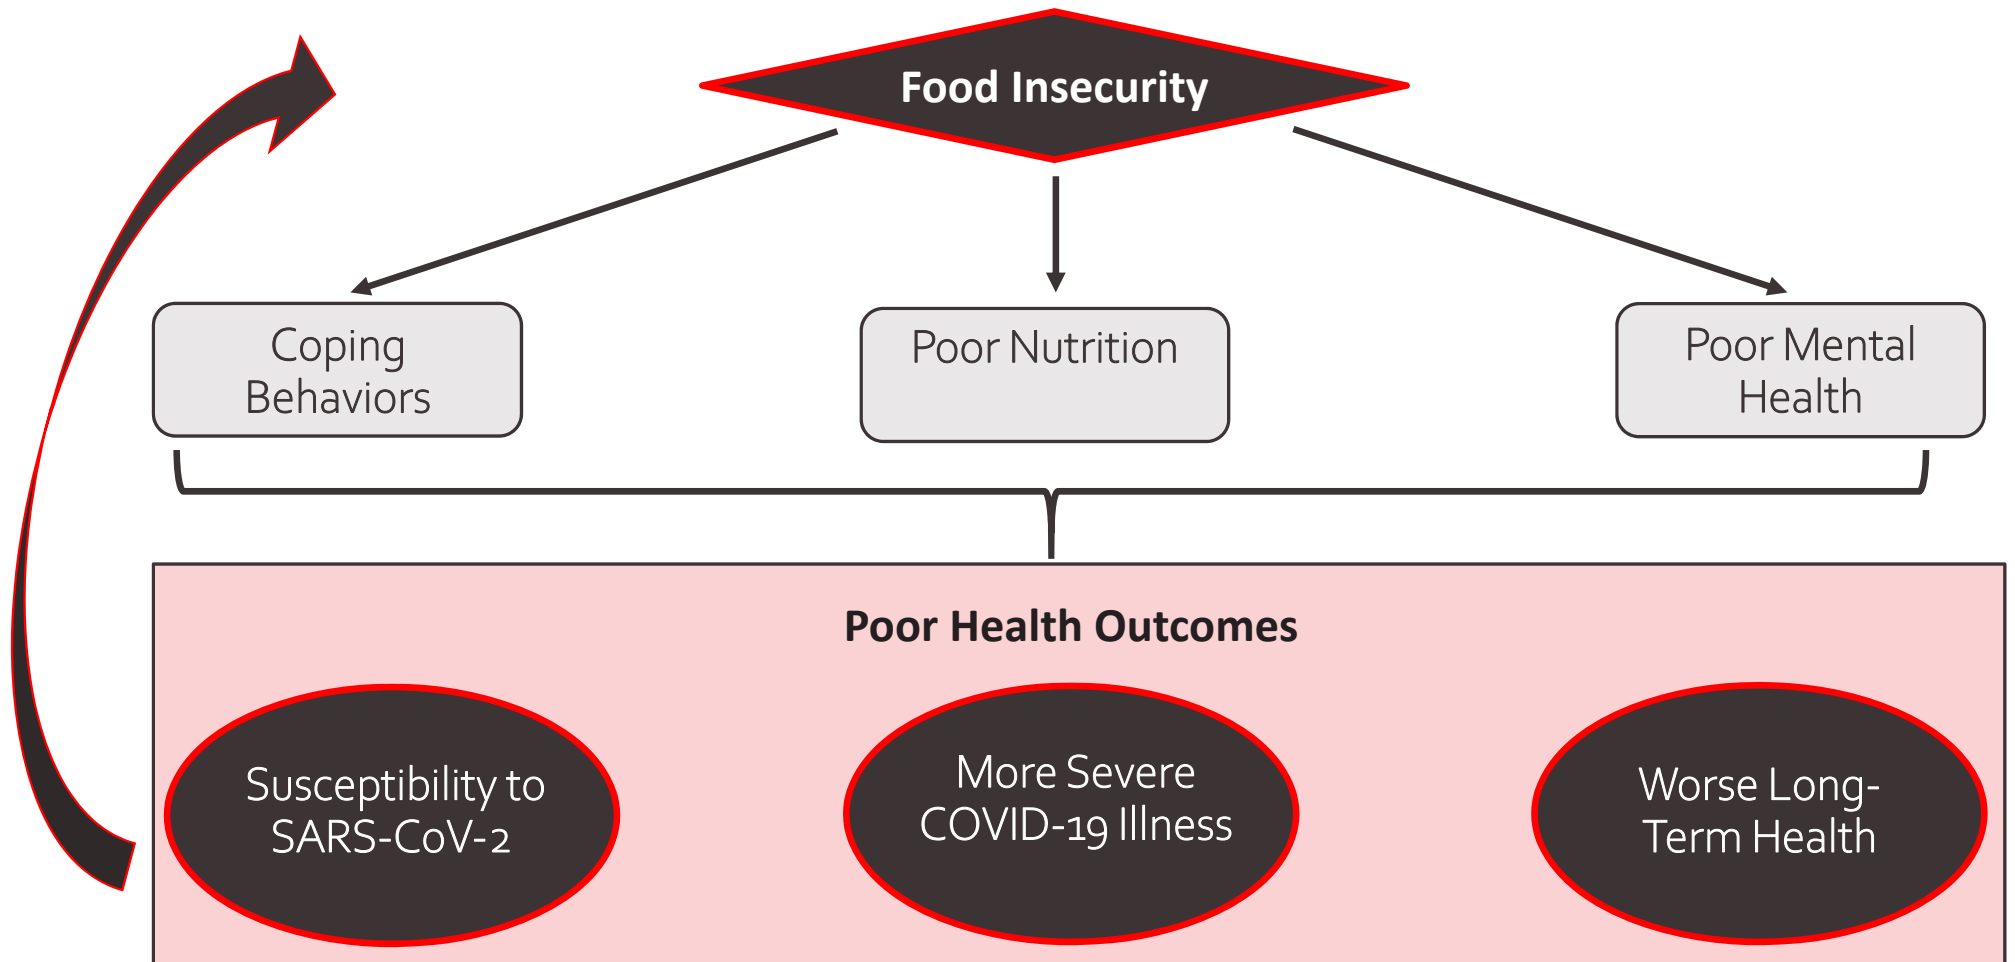 Food Insecurity
Coping
Behaviors
Poor Nutrition
Poor Mental
Health
Poor Health Outcomes
Susceptibility to
SARS-CoV-2
More Severe
COVID-19 Illness
Worse Long-
Term Health